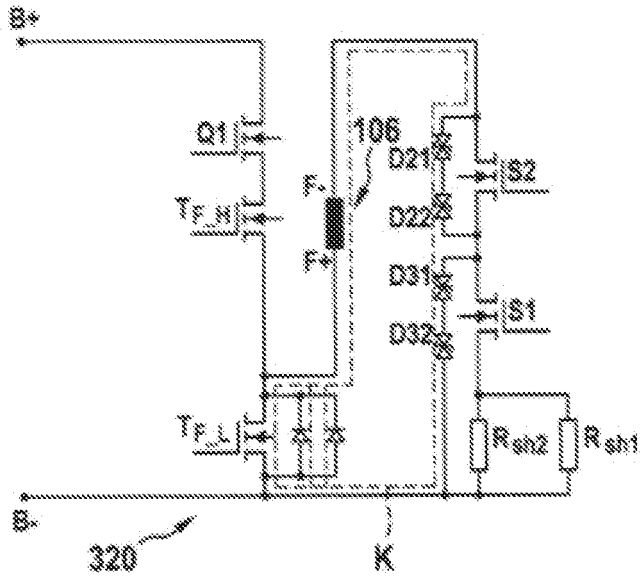 B+
Q1
106
D21
S2
F-
D22
T_F_H
F+
D31
S1
D32
T_F_L
R_sh2
R_sh1
B-
320
K